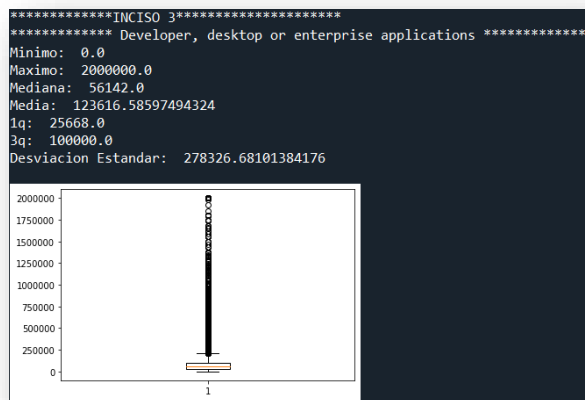 *************INCISO 3*********************
************* Developer, desktop or enterprise applications *************
Minimo:  0.0
Maximo:  2000000.0
Mediana:  56142.0
Media:  123616.58597494324
1q:  25668.0
3q:  100000.0
Desviacion Estandar:  278326.68101384176
2000000
1750000
1500000
1250000
1000000
750000
500000
250000
0
1